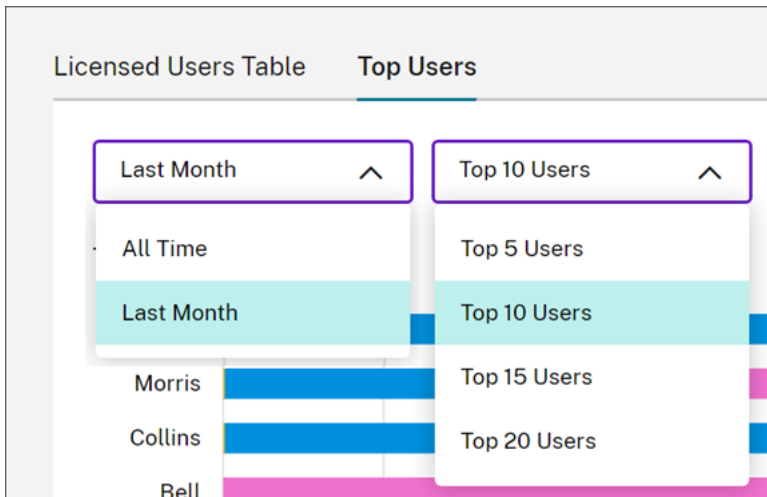 Licensed Users Table Top Users
Last Month Top 10 Users
All Time Top 5 Users
Last Month Top 10 Users
Morris Top 15 Users
Collins Top 20 Users
Bell